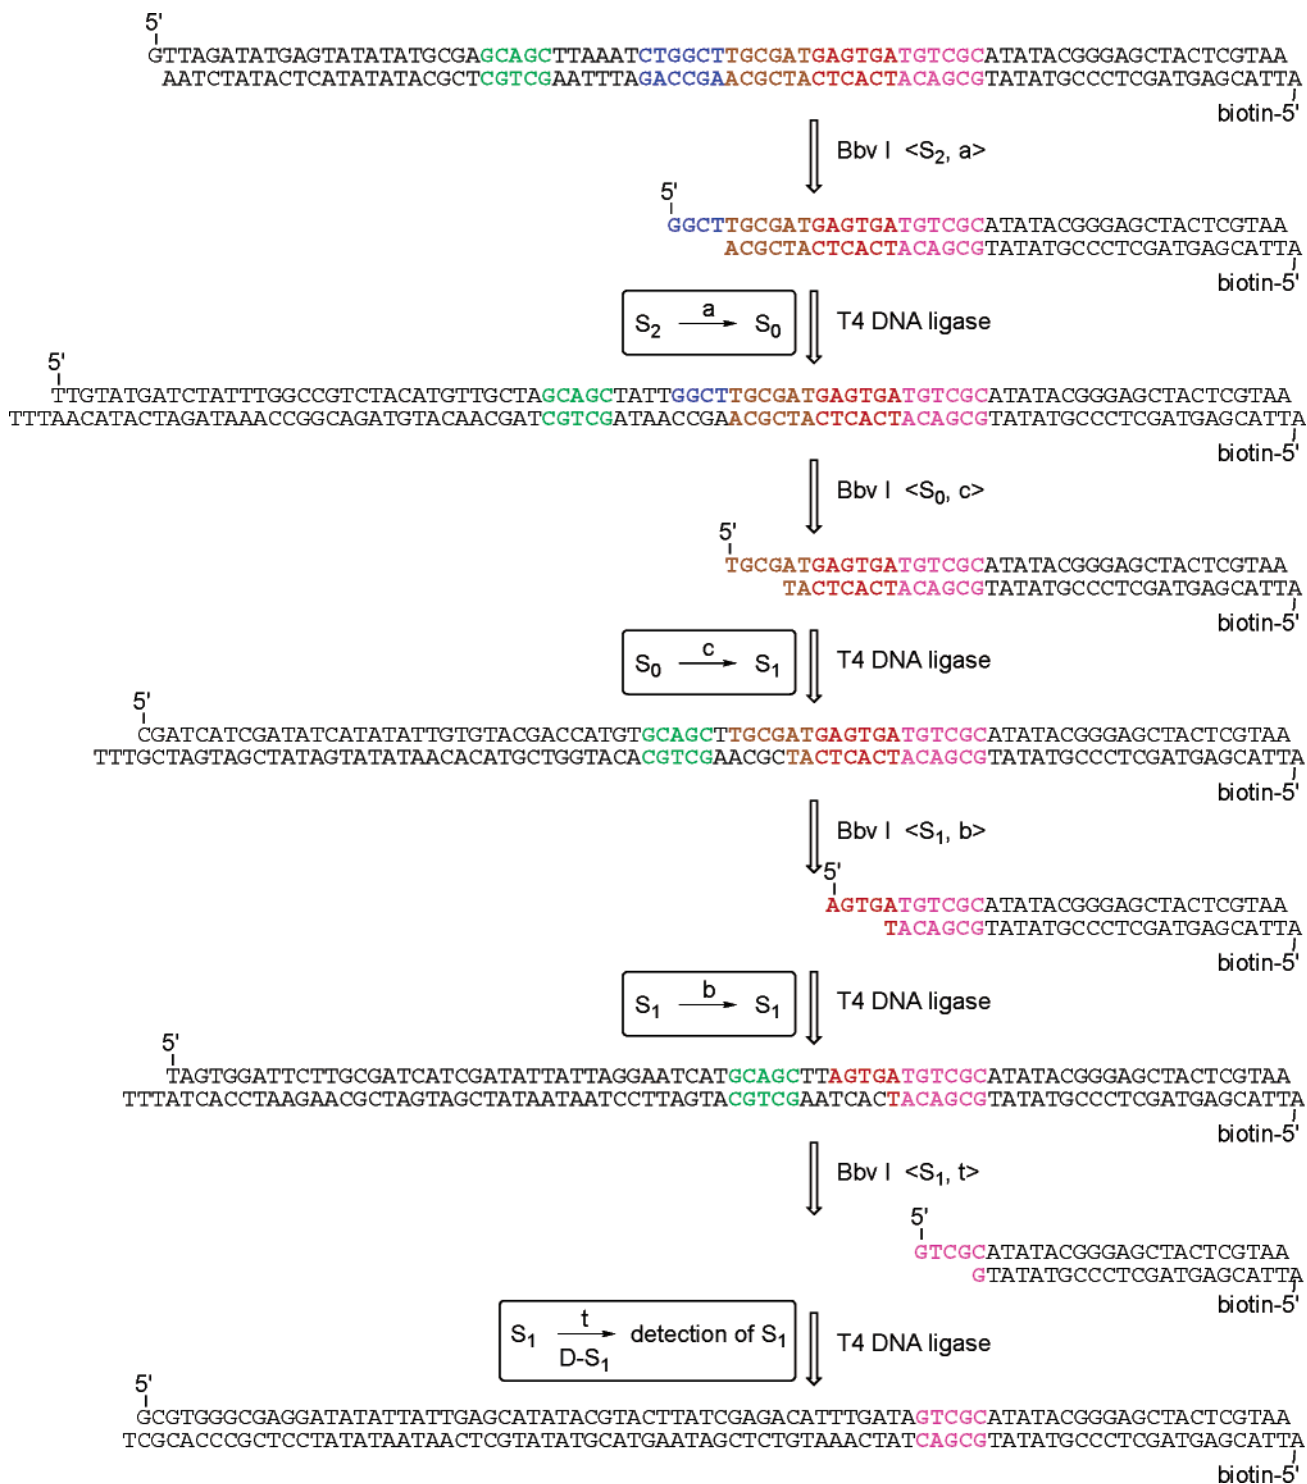 5'
GTTAGATATGAGTATATATGCGAGCAGCTTAAATCTGGCTTGCGATGAGTGATGTCGCATATACGGGAGCTACTCGTAA
AATCTATACTCATATATACGCTCGTCGAATTTAGACCGAACGCTACTCACTACAGCGTATATGCCCTCGATGAGCATTA
biotin-5'
Bbv I <S2, a>
5'
GGCTTGCGATGAGTGATGTCGCATATACGGGAGCTACTCGTAA
ACGCTACTCACTACAGCGTATATGCCCTCGATGAGCATTA
biotin-5'
S2 a S0 T4 DNA ligase
5'
TTGTATGATCTATTTGGCCGTCTACATGTTGCTAGCAGCTATTGGCTTGCGATGAGTGATGTCGCATATACGGGAGCTACTCGTAA
TTTAACATACTAGATAAACCGGCAGATGTACAACGATCGTCGATAACCGAACGCTACTCACTACAGCGTATATGCCCTCGATGAGCATTA
biotin-5'
Bbv I <S0, c>
5'
TGCGATGAGTGATGTCGCATATACGGGAGCTACTCGTAA
TACTCACTACAGCGTATATGCCCTCGATGAGCATTA
biotin-5'
S0 c S1 T4 DNA ligase
5'
CGATCATCGATATCATATATTGTGTACGACCATGTGCAGCTTGCGATGAGTGATGTCGCATATACGGGAGCTACTCGTAA
TTTGCTAGTAGCTATAGTATATAACACATGCTGGTACACGTCGAACGCTACTCACTACAGCGTATATGCCCTCGATGAGCATTA
biotin-5'
Bbv I <S1, b>
5'
AGTGATGTCGCATATACGGGAGCTACTCGTAA
TACAGCGTATATGCCCTCGATGAGCATTA
biotin-5'
S1 b S1 T4 DNA ligase
5'
TAGTGGATTCTTGCGATCATCGATATTATTAGGAATCATGCAGCTTAGTGATGTCGCATATACGGGAGCTACTCGTAA
TTTATCACCTAAGAACGCTAGTAGCTATAATAATCCTTAGTACGTCGAATCACTACAGCGTATATGCCCTCGATGAGCATTA
biotin-5'
Bbv I <S1, t>
5'
GTCGCATATACGGGAGCTACTCGTAA
GTATATGCCCTCGATGAGCATTA
biotin-5'
S1 t D-S1 detection of S1 T4 DNA ligase
5'
GCGTGGGCGAGGATATATTATTGAGCATATACGTACTTATCGAGACATTTGATAGTCGCATATACGGGAGCTACTCGTAA
TCGCACCCGCTCCTATATAATAACTCGTATATGCATGAATAGCTCTGTAAACTATCAGCGTATATGCCCTCGATGAGCATTA
biotin-5'